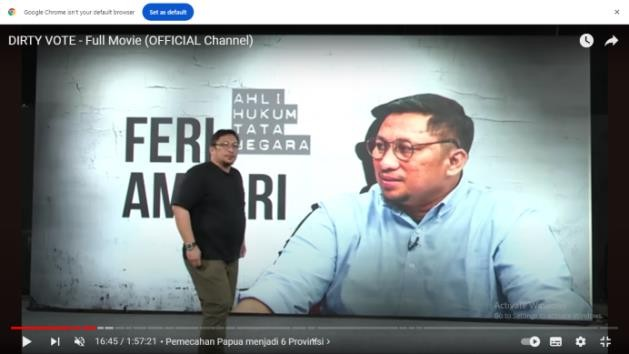 Google Chrome isn't your default browser
Set as default
DIRTY VOTE - Full Movie (OFFICIAL Channel)
AHLI
HUKUM
TATA
NEGARA
FERI
AMSARI
Activate Windows
Go to Settings to activate Windows.
16:45 / 1:57:21 • Pemecahan Papua menjadi 6 Provinsi